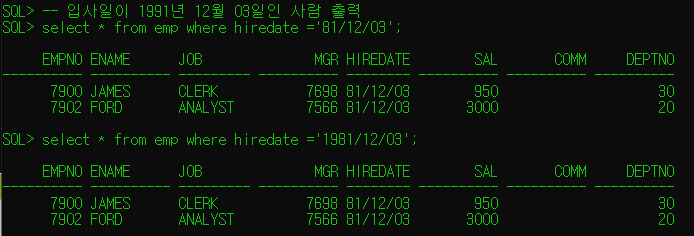 SQL> -- 입사일이 1991년 12월 03일인 사람 출력
SQL> select * from emp where hiredate ='81/12/03';
EMPNO ENAME JOB MGR HIREDATE SAL COMM DEPTNO
---------- ---------- --------- ---------- -------- ---------- ---------- ----------
7900 JAMES CLERK 7698 81/12/03 950 30
7902 FORD ANALYST 7566 81/12/03 3000 20
SQL> select * from emp where hiredate ='1981/12/03';
EMPNO ENAME JOB MGR HIREDATE SAL COMM DEPTNO
---------- ---------- --------- ---------- -------- ---------- ---------- ----------
7900 JAMES CLERK 7698 81/12/03 950 30
7902 FORD ANALYST 7566 81/12/03 3000 20